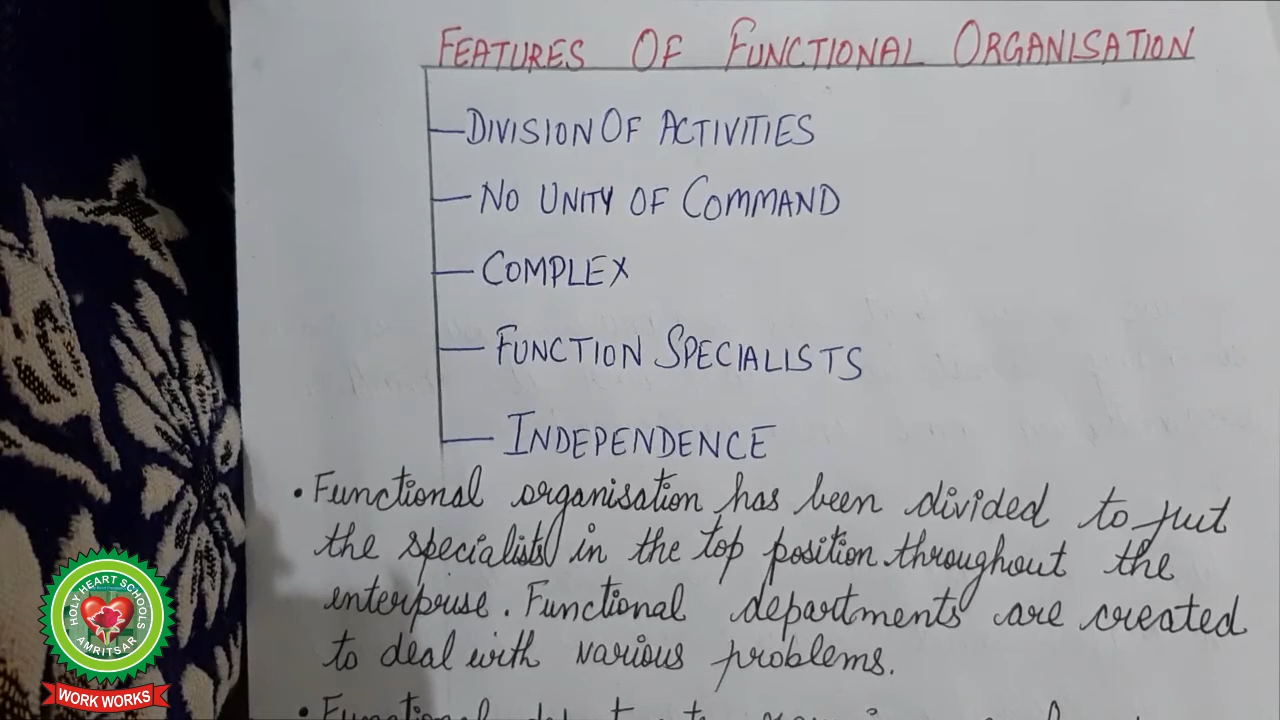 FEATURES OF FUNCTIONAL ORGANISATION
DIVISION OF ACTIVITIES
NO UNITY OF COMMAND
COMPLEX
FUNCTION SPECIALISTS
INDEPENDENCE
• Functional organisation has been divided to put
the specialists in the top position throughout the
enterprise. Functional departments are created
to deal with various problems.
• Functional
HOLY HEART SCHOOLS
AMRITSAR
WORK WORKS